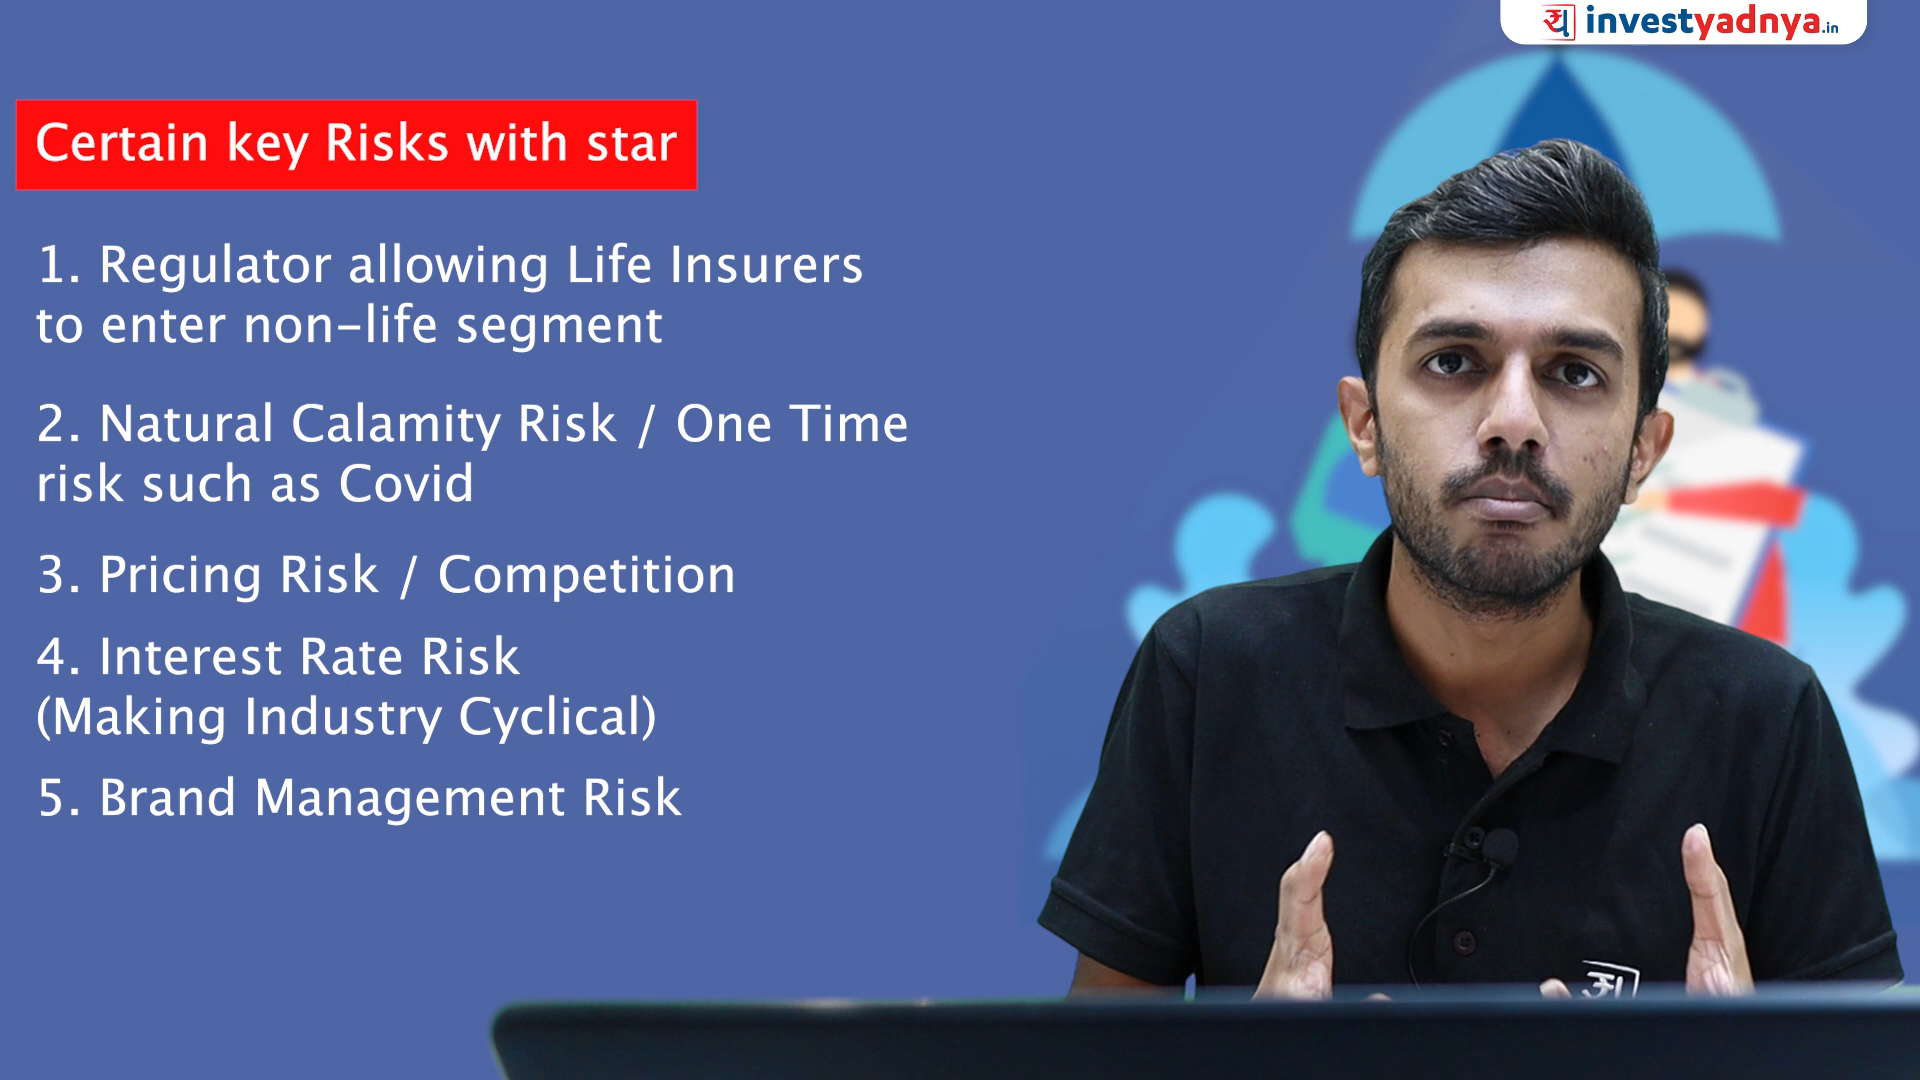 investyadnya.in
Certain key Risks with star
1. Regulator allowing Life Insurers
to enter non-life segment
2. Natural Calamity Risk / One Time
risk such as Covid
3. Pricing Risk / Competition
4. Interest Rate Risk
(Making Industry Cyclical)
5. Brand Management Risk